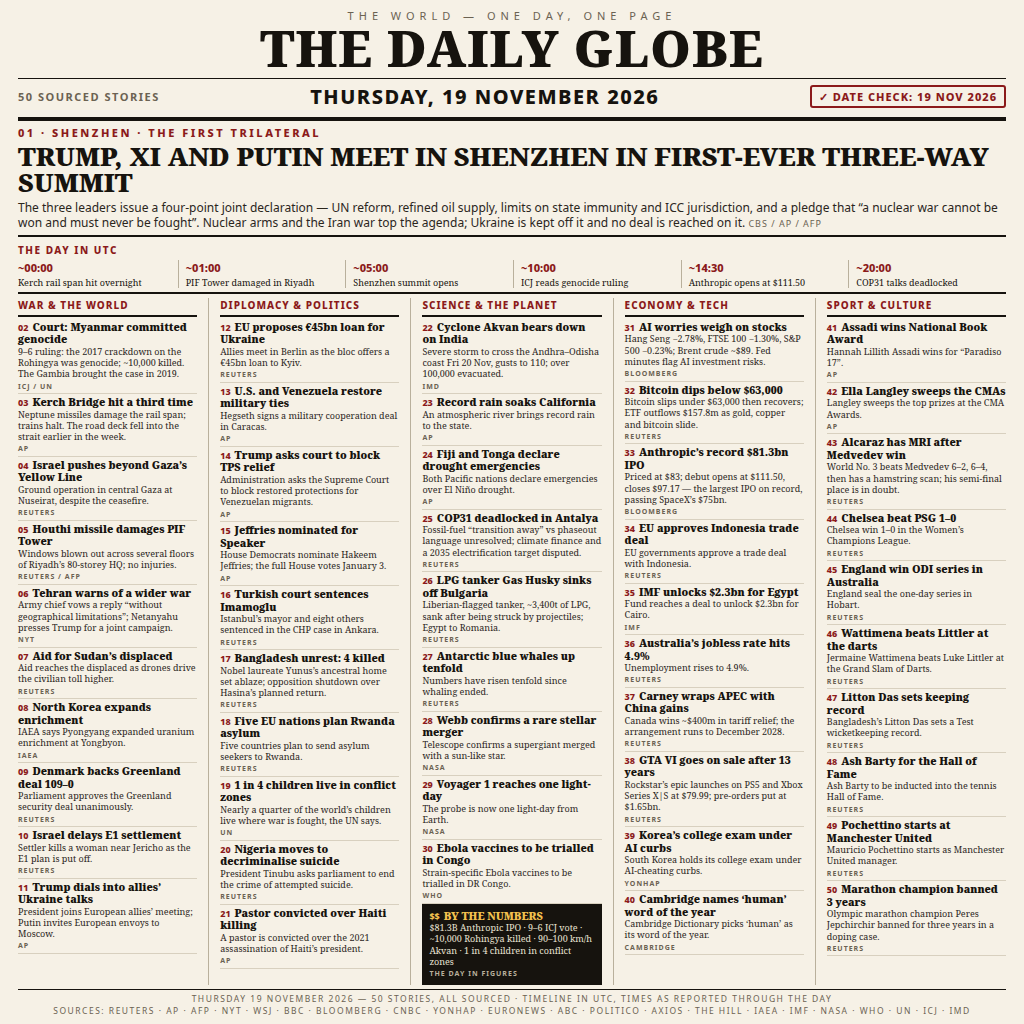 THE WORLD — ONE DAY, ONE PAGE
THE DAILY GLOBE
50 SOURCED STORIES
THURSDAY, 19 NOVEMBER 2026
✓ DATE CHECK: 19 NOV 2026
01 · SHENZHEN · THE FIRST TRILATERAL
TRUMP, XI AND PUTIN MEET IN SHENZHEN IN FIRST-EVER THREE-WAY
SUMMIT
The three leaders issue a four-point joint declaration — UN reform, refined oil supply, limits on state immunity and ICC jurisdiction, and a pledge that “a nuclear war cannot be
won and must never be fought”. Nuclear arms and the Iran war top the agenda; Ukraine is kept off it and no deal is reached on it. CBS / AP / AFP
THE DAY IN UTC
~00:00
Kerch rail span hit overnight
~01:00
PIF Tower damaged in Riyadh
~05:00
Shenzhen summit opens
~10:00
ICJ reads genocide ruling
~14:30
Anthropic opens at $111.50
~20:00
COP31 talks deadlocked
WAR & THE WORLD
02 Court: Myanmar committed
genocide
9–6 ruling: the 2017 crackdown on the
Rohingya was genocide; ~10,000 killed.
The Gambia brought the case in 2019.
ICJ / UN
03 Kerch Bridge hit a third time
Neptune missiles damage the rail span;
trains halt. The road deck fell into the
strait earlier in the week.
AP
04 Israel pushes beyond Gaza’s
Yellow Line
Ground operation in central Gaza at
Nuseirat, despite the ceasefire.
REUTERS
05 Houthi missile damages PIF
Tower
Windows blown out across several floors
of Riyadh’s 80-storey HQ; no injuries.
REUTERS / AFP
06 Tehran warns of a wider war
Army chief vows a reply “without
geographical limitations”; Netanyahu
presses Trump for a joint campaign.
NYT
07 Aid for Sudan’s displaced
Aid reaches the displaced as drones drive
the civilian toll higher.
REUTERS
08 North Korea expands
enrichment
IAEA says Pyongyang expanded uranium
enrichment at Yongbyon.
IAEA
09 Denmark backs Greenland
deal 109–0
Parliament approves the Greenland
security deal unanimously.
REUTERS
10 Israel delays E1 settlement
Settler kills a woman near Jericho as the
E1 plan is put off.
REUTERS
11 Trump dials into allies’
Ukraine talks
President joins European allies’ meeting;
Putin invites European envoys to
Moscow.
AP
DIPLOMACY & POLITICS
12 EU proposes €45bn loan for
Ukraine
Allies meet in Berlin as the bloc offers a
€45bn loan to Kyiv.
REUTERS
13 U.S. and Venezuela restore
military ties
Hegseth signs a military cooperation deal
in Caracas.
AP
14 Trump asks court to block
TPS relief
Administration asks the Supreme Court
to block restored protections for
Venezuelan migrants.
AP
15 Jeffries nominated for
Speaker
House Democrats nominate Hakeem
Jeffries; the full House votes January 3.
AP
16 Turkish court sentences
Imamoglu
Istanbul’s mayor and eight others
sentenced in the CHP case in Ankara.
REUTERS
17 Bangladesh unrest: 4 killed
Nobel laureate Yunus’s ancestral home
set ablaze; opposition shutdown over
Hasina’s planned return.
REUTERS
18 Five EU nations plan Rwanda
asylum
Five countries plan to send asylum
seekers to Rwanda.
REUTERS
19 1 in 4 children live in conflict
zones
Nearly a quarter of the world’s children
live where war is fought, the UN says.
UN
20 Nigeria moves to
decriminalise suicide
President Tinubu asks parliament to end
the crime of attempted suicide.
REUTERS
21 Pastor convicted over Haiti
killing
A pastor is convicted over the 2021
assassination of Haiti’s president.
AP
SCIENCE & THE PLANET
22 Cyclone Akvan bears down
on India
Severe storm to cross the Andhra–Odisha
coast Fri 20 Nov, gusts to 110; over
100,000 evacuated.
IMD
23 Record rain soaks California
An atmospheric river brings record rain
to the state.
AP
24 Fiji and Tonga declare
drought emergencies
Both Pacific nations declare emergencies
over El Niño drought.
AP
25 COP31 deadlocked in Antalya
Fossil-fuel “transition away” vs phaseout
language unresolved; climate finance and
a 2035 electrification target disputed.
REUTERS
26 LPG tanker Gas Husky sinks
off Bulgaria
Liberian-flagged tanker, ~3,400t of LPG,
sank after being struck by projectiles;
Egypt to Romania.
REUTERS
27 Antarctic blue whales up
tenfold
Numbers have risen tenfold since
whaling ended.
REUTERS
28 Webb confirms a rare stellar
merger
Telescope confirms a supergiant merged
with a sun-like star.
NASA
29 Voyager 1 reaches one light-
day
The probe is now one light-day from
Earth.
NASA
30 Ebola vaccines to be trialled
in Congo
Strain-specific Ebola vaccines to be
trialled in DR Congo.
WHO
$$ BY THE NUMBERS
$81.3B Anthropic IPO · 9–6 ICJ vote ·
~10,000 Rohingya killed · 90–100 km/h
Akvan · 1 in 4 children in conflict
zones
THE DAY IN FIGURES
ECONOMY & TECH
31 AI worries weigh on stocks
Hang Seng −2.78%, FTSE 100 −1.30%, S&P
500 −0.23%; Brent crude ~$89. Fed
minutes flag AI investment risks.
BLOOMBERG
32 Bitcoin dips below $63,000
Bitcoin slips under $63,000 then recovers;
ETF outflows $157.8m as gold, copper
and bitcoin slide.
REUTERS
33 Anthropic’s record $81.3bn
IPO
Priced at $83; debut opens at $111.50,
closes $97.17 — the largest IPO on record,
passing SpaceX’s $75bn.
BLOOMBERG
34 EU approves Indonesia trade
deal
EU governments approve a trade deal
with Indonesia.
REUTERS
35 IMF unlocks $2.3bn for Egypt
Fund reaches a deal to unlock $2.3bn for
Cairo.
IMF
36 Australia’s jobless rate hits
4.9%
Unemployment rises to 4.9%.
REUTERS
37 Carney wraps APEC with
China gains
Canada wins ~$400m in tariff relief; the
arrangement runs to December 2028.
REUTERS
38 GTA VI goes on sale after 13
years
Rockstar’s epic launches on PS5 and Xbox
Series X|S at $79.99; pre-orders put at
$1.65bn.
REUTERS
39 Korea’s college exam under
AI curbs
South Korea holds its college exam under
AI-cheating curbs.
YONHAP
40 Cambridge names ‘human’
word of the year
Cambridge Dictionary picks ‘human’ as
its word of the year.
CAMBRIDGE
SPORT & CULTURE
41 Assadi wins National Book
Award
Hannah Lillith Assadi wins for “Paradiso
17”.
AP
42 Ella Langley sweeps the CMAs
Langley sweeps the top prizes at the CMA
Awards.
AP
43 Alcaraz has MRI after
Medvedev win
World No. 3 beats Medvedev 6–2, 6–4,
then has a hamstring scan; his semi-final
place is in doubt.
REUTERS
44 Chelsea beat PSG 1–0
Chelsea win 1–0 in the Women’s
Champions League.
REUTERS
45 England win ODI series in
Australia
England seal the one-day series in
Hobart.
REUTERS
46 Wattimena beats Littler at
the darts
Jermaine Wattimena beats Luke Littler at
the Grand Slam of Darts.
REUTERS
47 Litton Das sets keeping
record
Bangladesh’s Litton Das sets a Test
wicketkeeping record.
REUTERS
48 Ash Barty for the Hall of
Fame
Ash Barty to be inducted into the tennis
Hall of Fame.
REUTERS
49 Pochettino starts at
Manchester United
Mauricio Pochettino starts as Manchester
United manager.
REUTERS
50 Marathon champion banned
3 years
Olympic marathon champion Peres
Jepchirchir banned for three years in a
doping case.
REUTERS
THURSDAY 19 NOVEMBER 2026 — 50 STORIES, ALL SOURCED · TIMELINE IN UTC, TIMES AS REPORTED THROUGH THE DAY
SOURCES: REUTERS · AP · AFP · NYT · WSJ · BBC · BLOOMBERG · CNBC · YONHAP · EURONEWS · ABC · POLITICO · AXIOS · THE HILL · IAEA · IMF · NASA · WHO · UN · ICJ · IMD